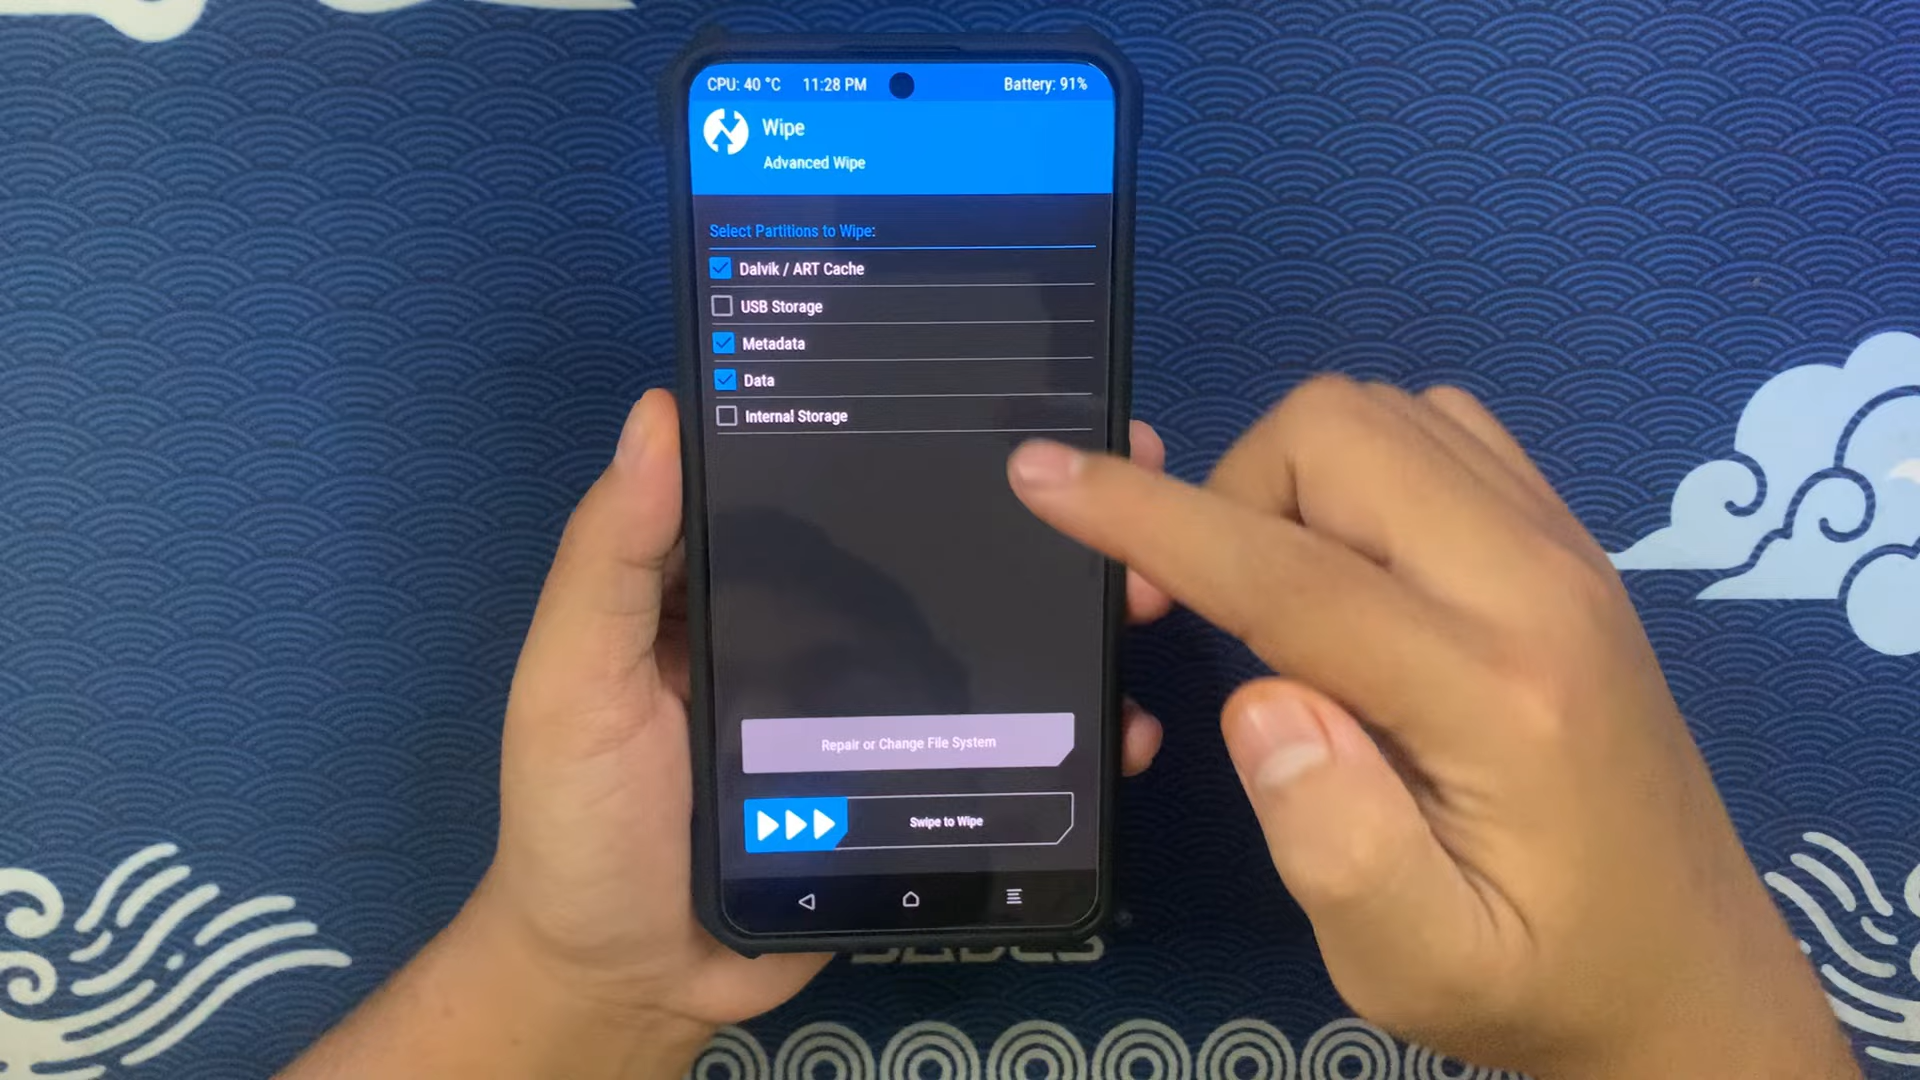 CPU: 40 °C 11:28 PM Battery: 91%
Wipe
Advanced Wipe
Select Partitions to Wipe:
Dalvik / ART Cache
USB Storage
Metadata
Data
Internal Storage
Repair or Change File System
Swipe to Wipe